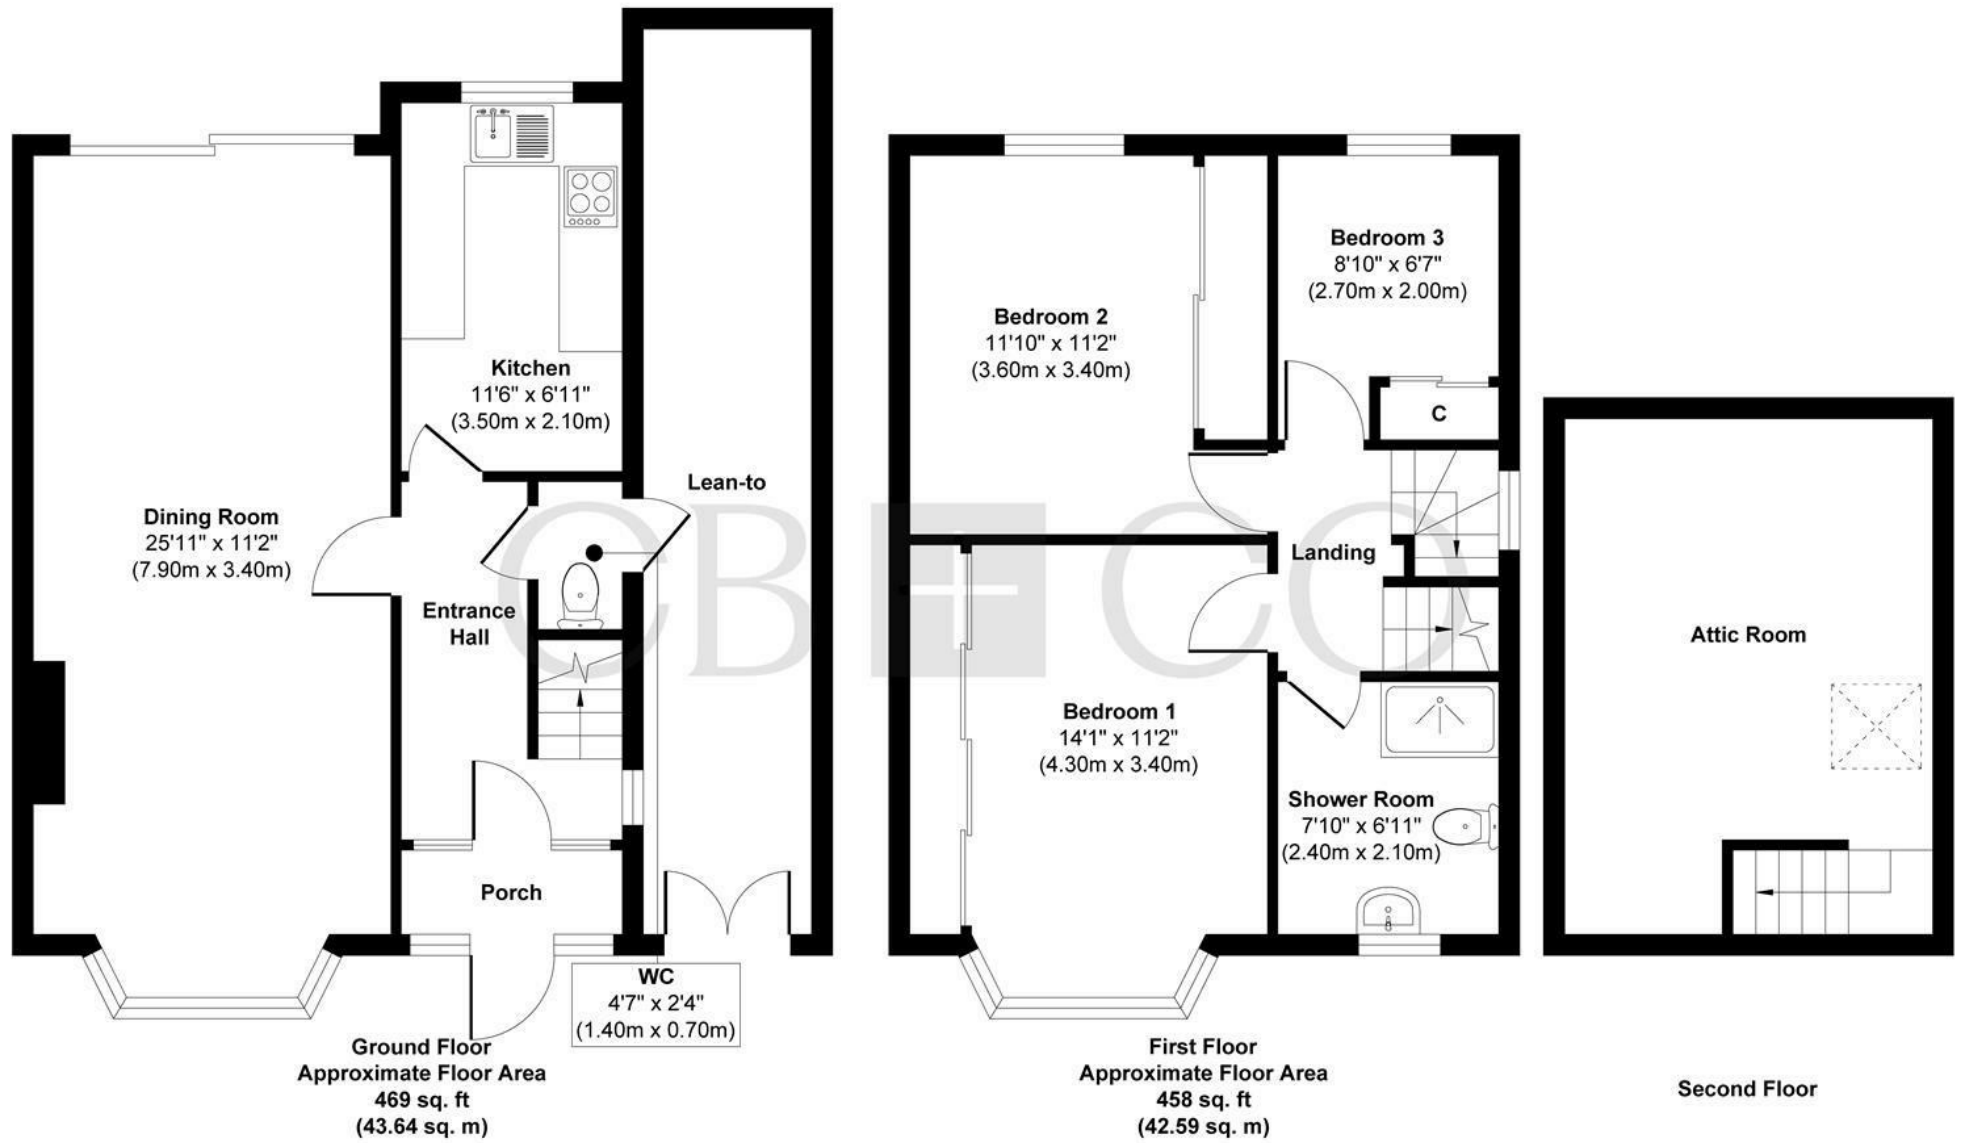 Dining Room
25'11" x 11'2"
(7.90m x 3.40m)
Kitchen
11'6" x 6'11"
(3.50m x 2.10m)
Lean-to
Entrance
Hall
Porch
WC
4'7" x 2'4"
(1.40m x 0.70m)
Ground Floor
Approximate Floor Area
469 sq. ft
(43.64 sq. m)
Bedroom 2
11'10" x 11'2"
(3.60m x 3.40m)
Bedroom 3
8'10" x 6'7"
(2.70m x 2.00m)
C
Landing
Bedroom 1
14'1" x 11'2"
(4.30m x 3.40m)
Shower Room
7'10" x 6'11"
(2.40m x 2.10m)
First Floor
Approximate Floor Area
458 sq. ft
(42.59 sq. m)
Attic Room
Second Floor
CB+CO